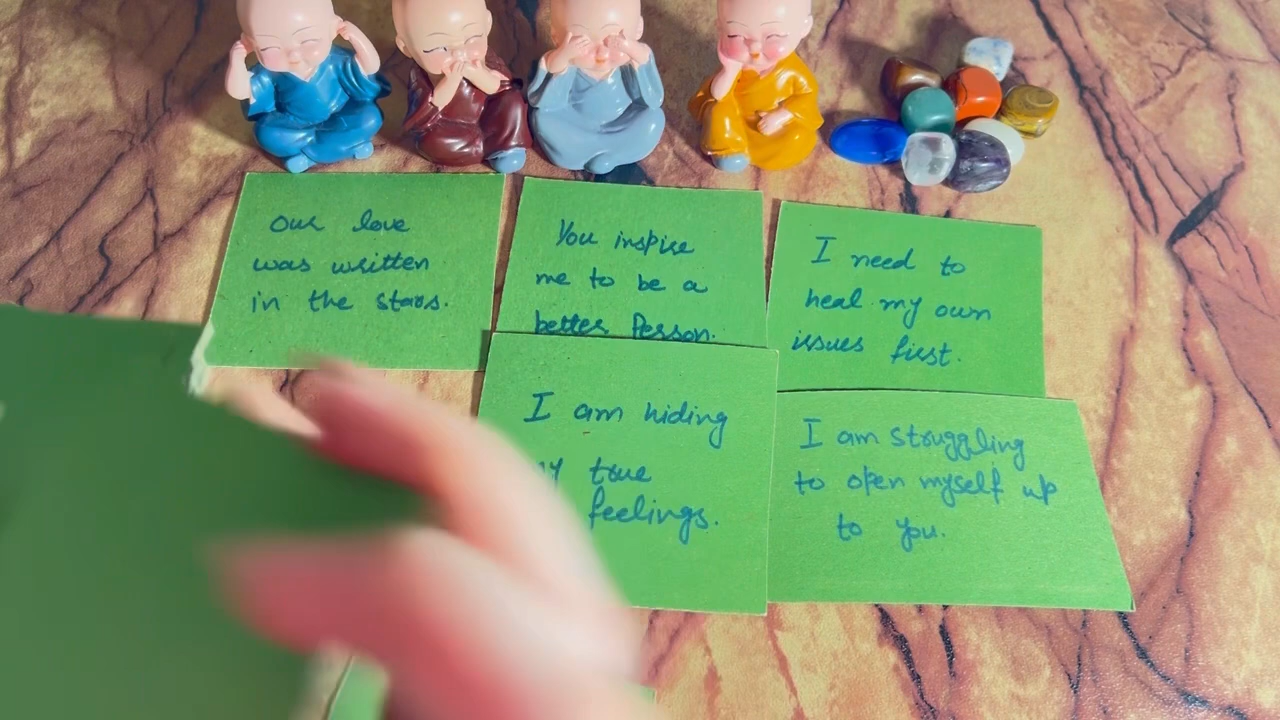 Our love
was written
in the stars.
You inspire
me to be a
better Person.
I need to
heal my own
issues first.
I am hiding
my true
feelings.
I am struggling
to open myself up
to you.